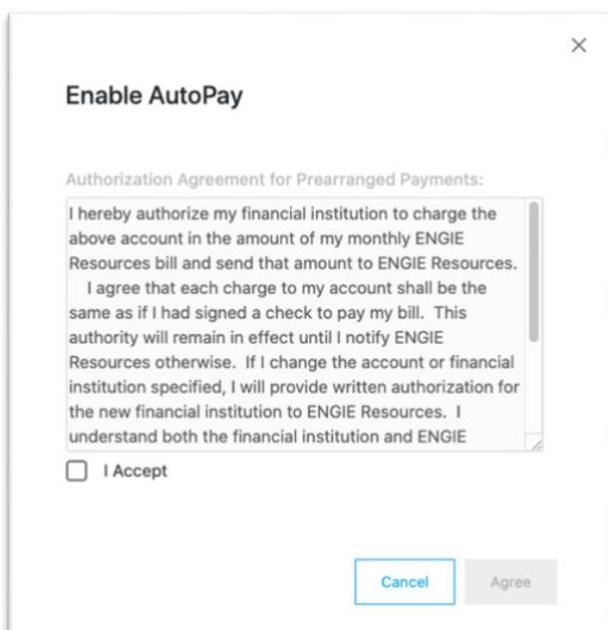 Enable AutoPay
Authorization Agreement for Prearranged Payments:
I hereby authorize my financial institution to charge the
above account in the amount of my monthly ENGIE
Resources bill and send that amount to ENGIE Resources.
I agree that each charge to my account shall be the
same as if I had signed a check to pay my bill.  This
authority will remain in effect until I notify ENGIE
Resources otherwise.  If I change the account or financial
institution specified, I will provide written authorization for
the new financial institution to ENGIE Resources.  I
understand both the financial institution and ENGIE
I Accept
Cancel
Agree